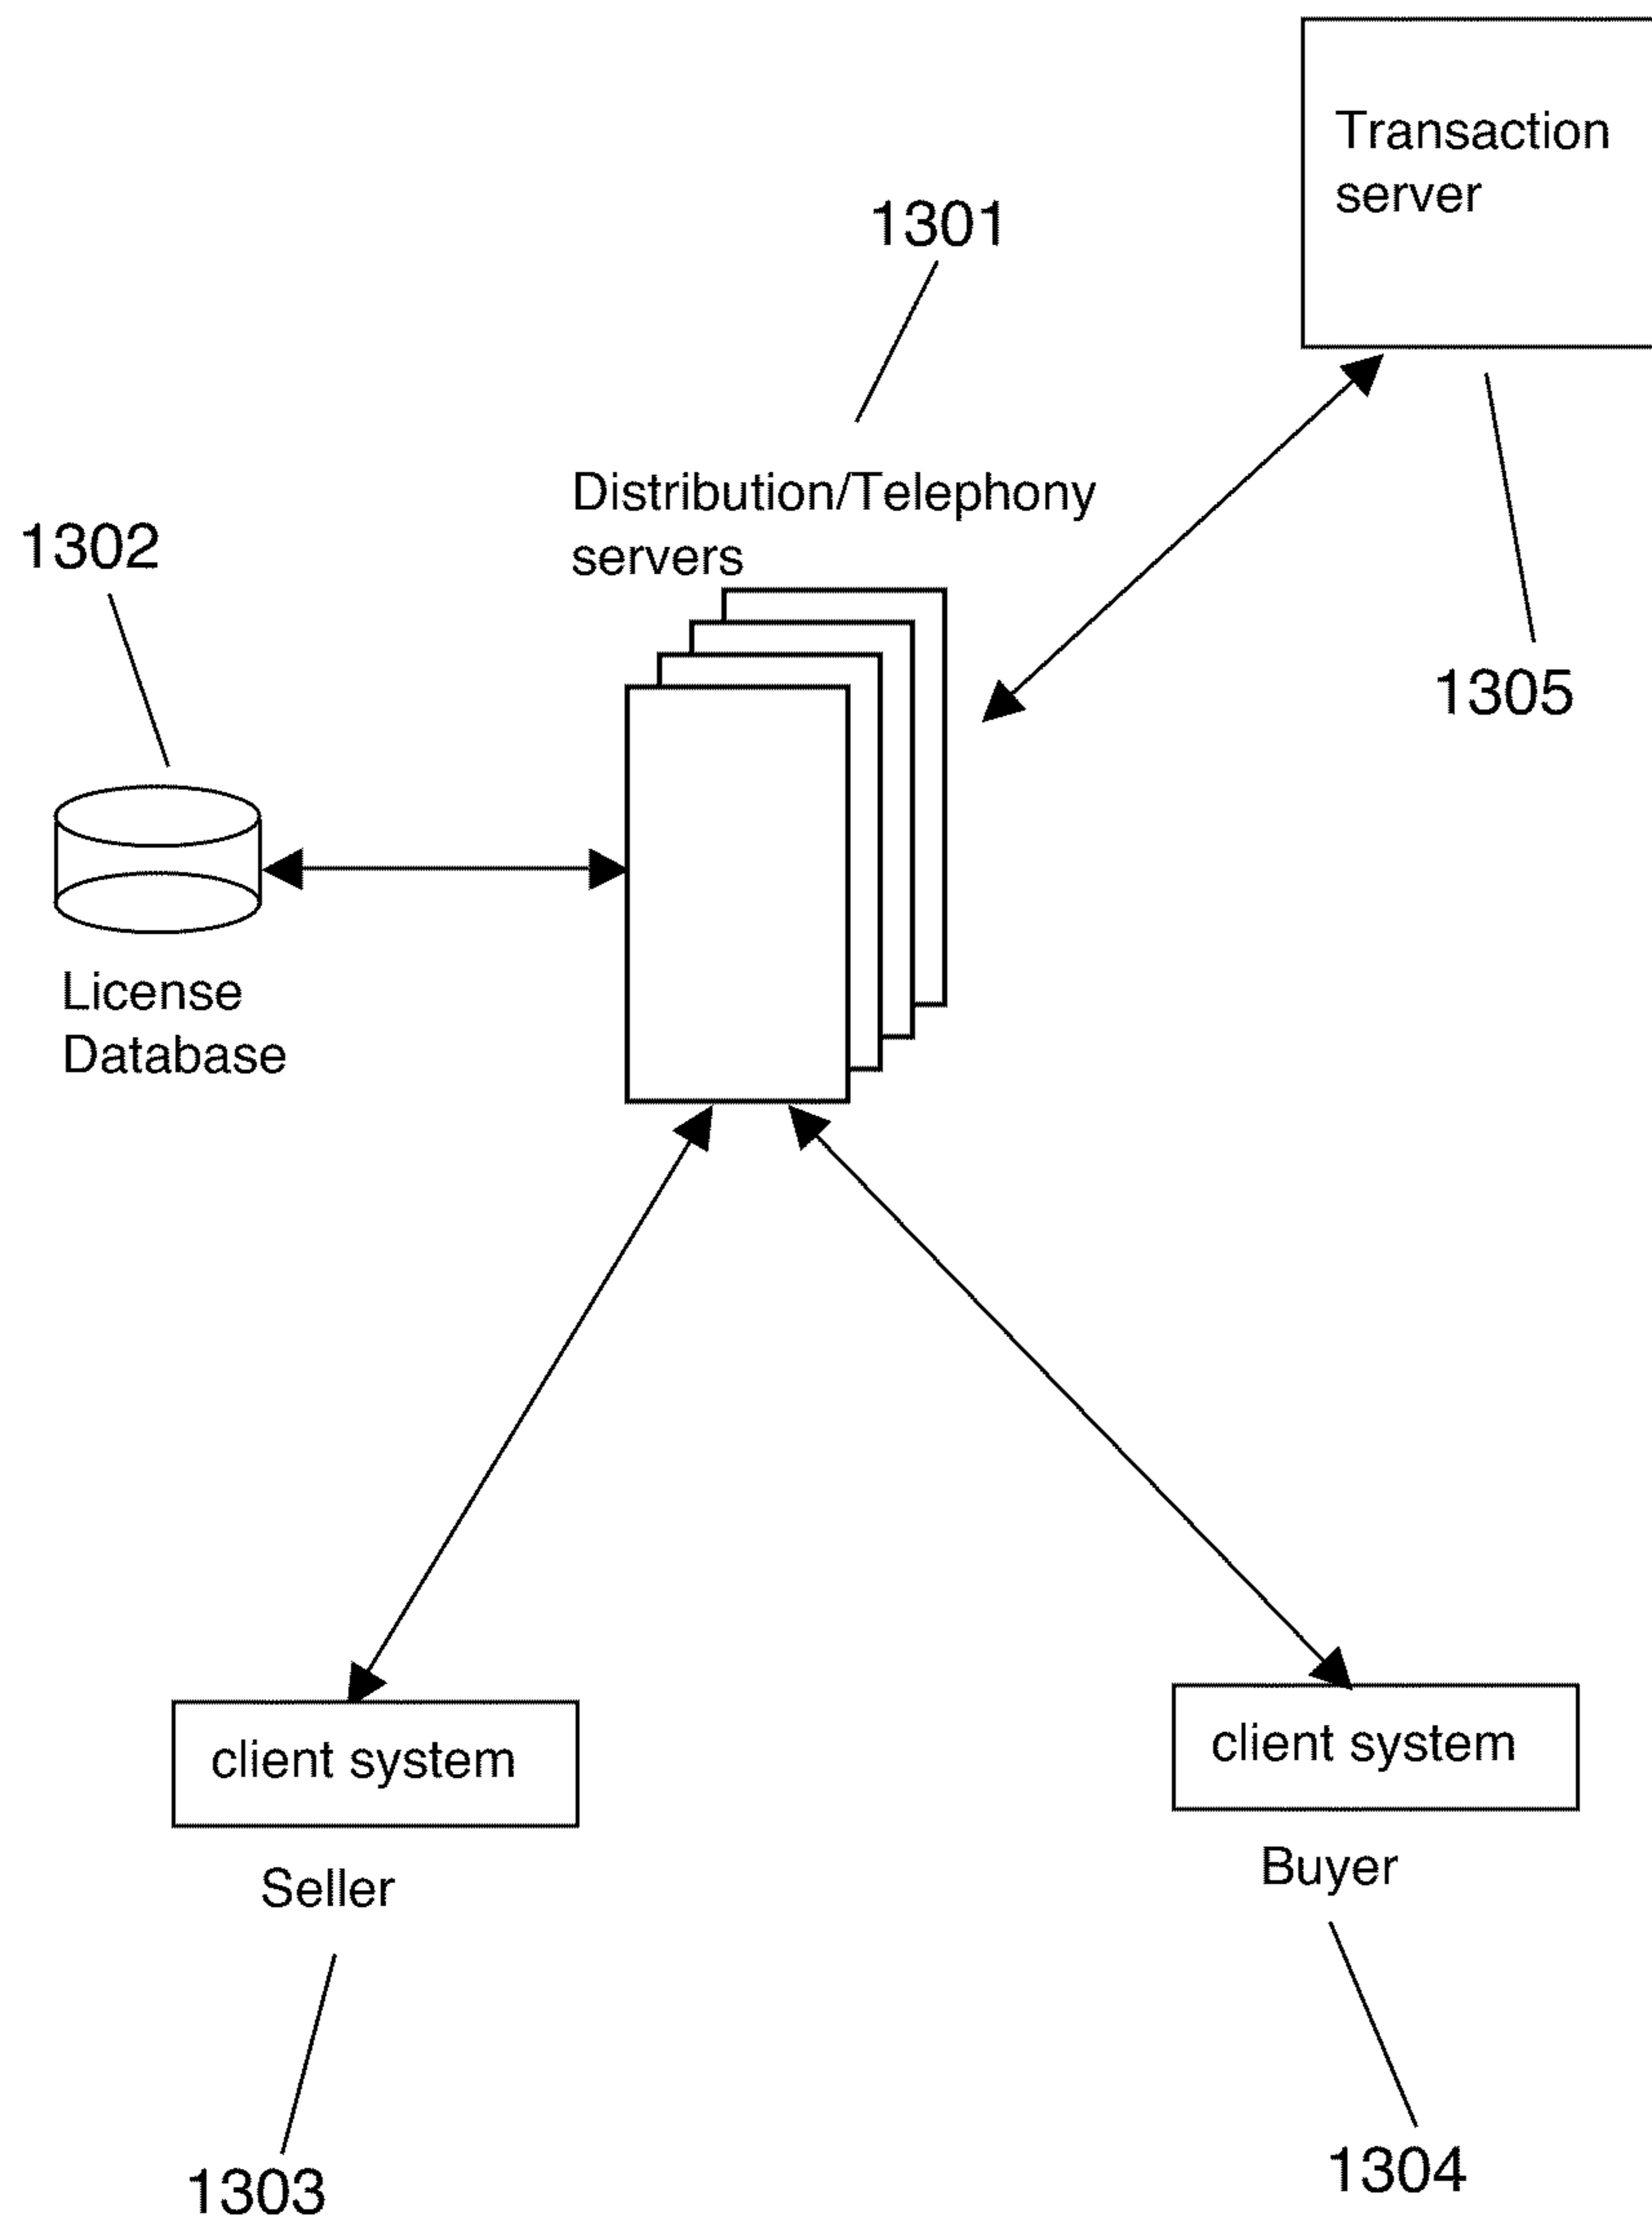 Transaction
server
1301
Distribution/Telephony
servers
1302
1305
License
Database
client system
client system
Seller
Buyer
1303
1304